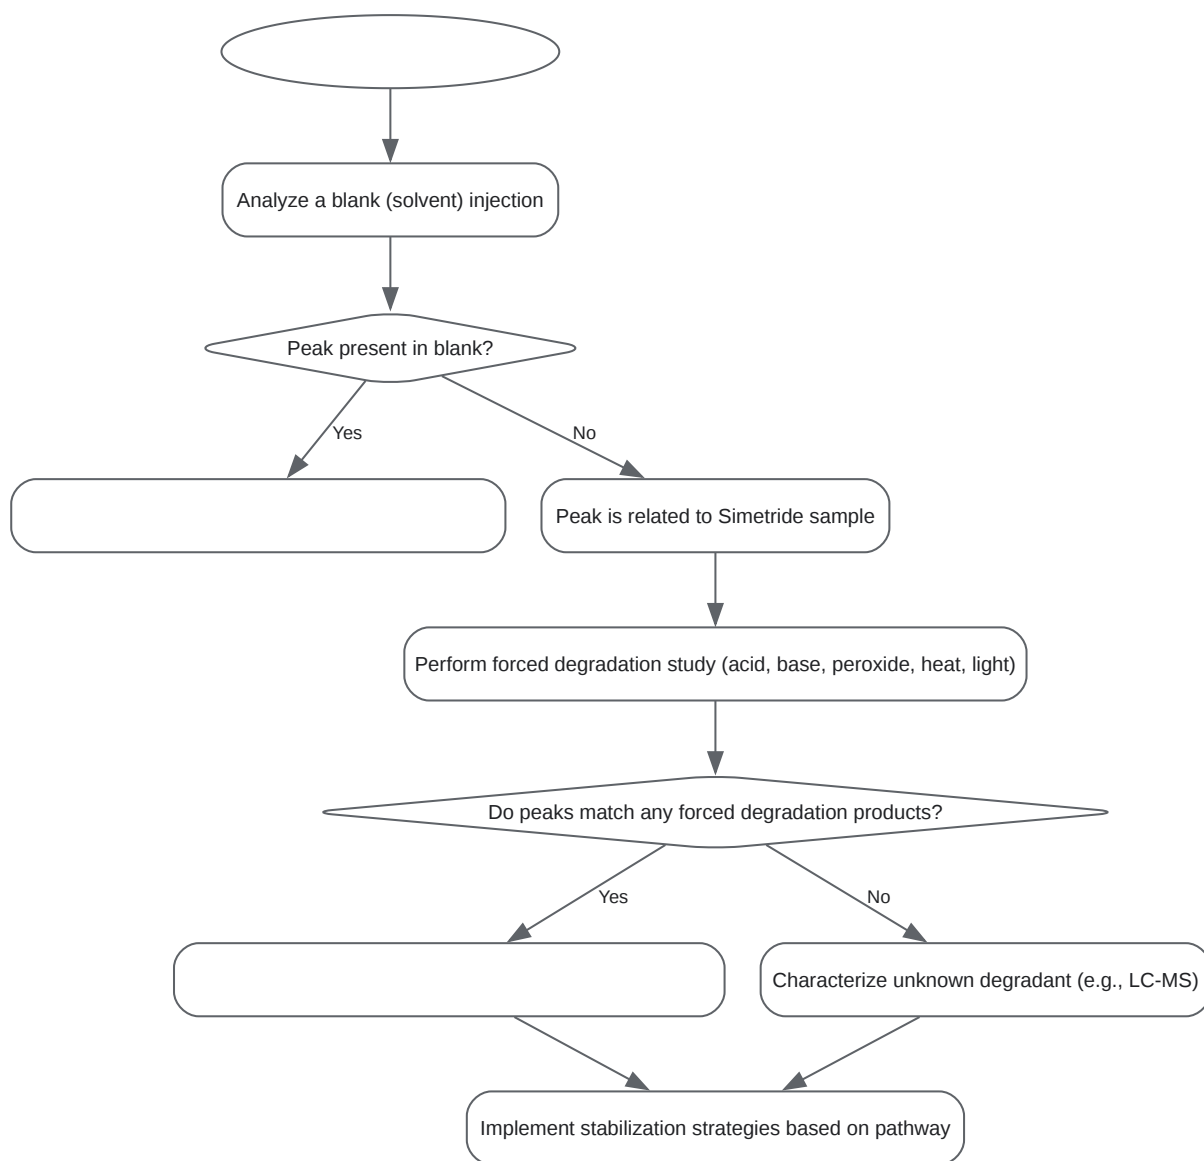 Analyze a blank (solvent) injection
Peak present in blank?
Yes
No
Peak is related to Simetride sample
Perform forced degradation study (acid, base, peroxide, heat, light)
Do peaks match any forced degradation products?
Yes
No
Characterize unknown degradant (e.g., LC-MS)
Implement stabilization strategies based on pathway